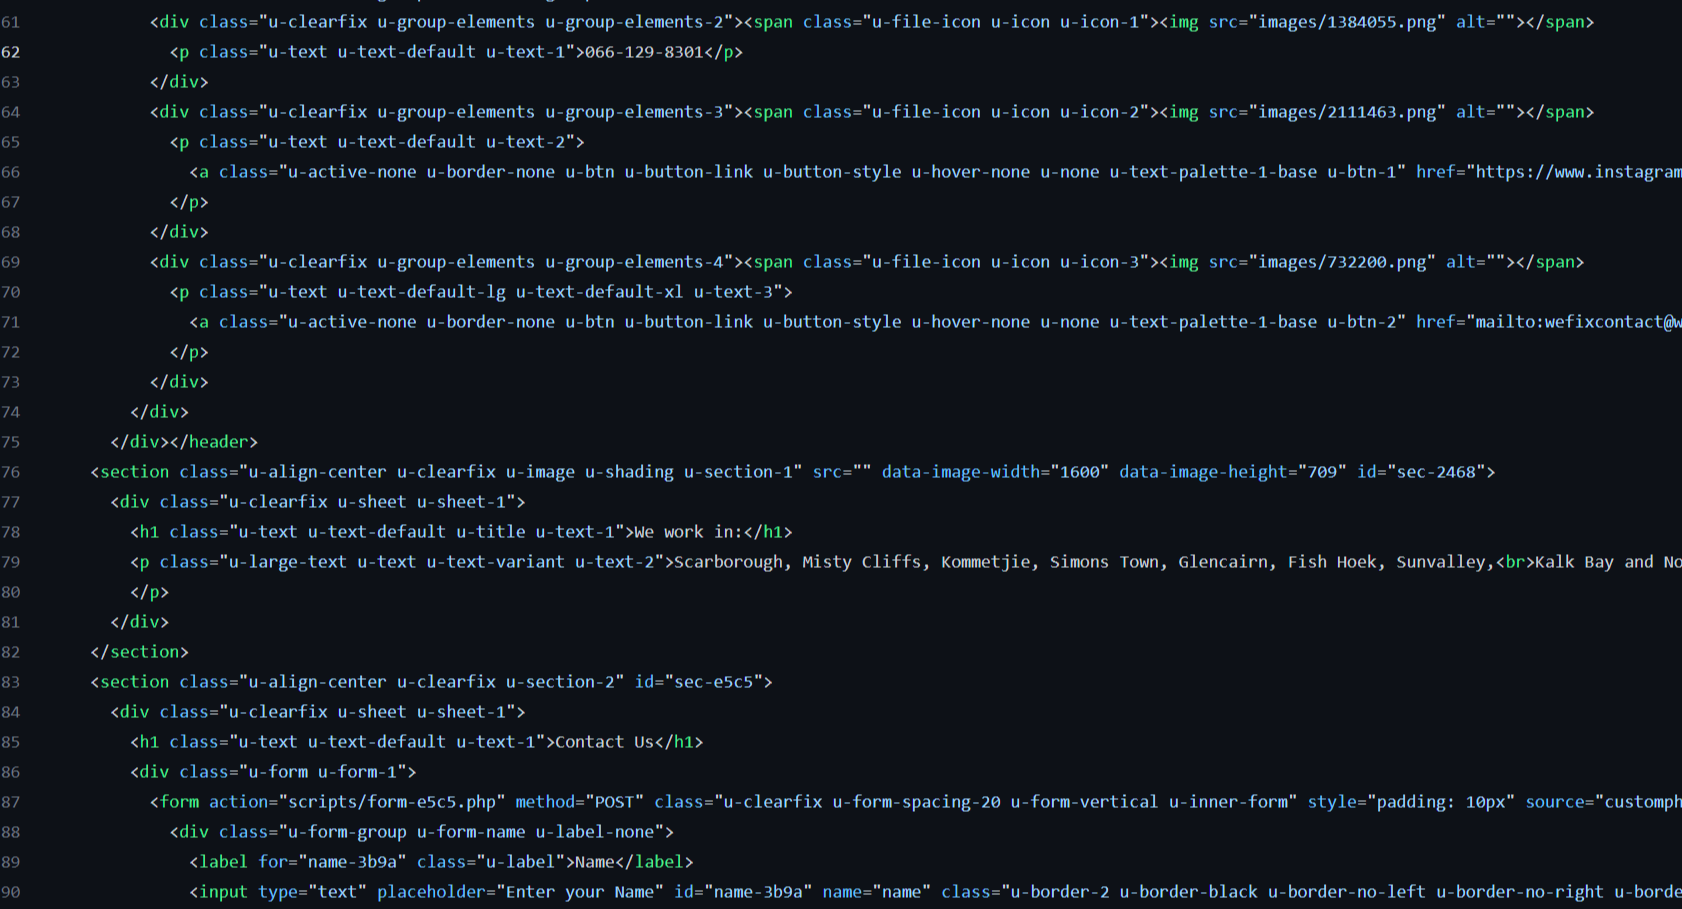 61 <div class="u-clearfix u-group-elements u-group-elements-2"><span class="u-file-icon u-icon u-icon-1"><img src="images/1384055.png" alt=""></span>
62 <p class="u-text u-text-default u-text-1">066-129-8301</p>
63 </div>
64 <div class="u-clearfix u-group-elements u-group-elements-3"><span class="u-file-icon u-icon u-icon-2"><img src="images/2111463.png" alt=""></span>
65 <p class="u-text u-text-default u-text-2">
66 <a class="u-active-none u-border-none u-btn u-button-link u-button-style u-hover-none u-none u-text-palette-1-base u-btn-1" href="https://www.instagram
67 </p>
68 </div>
69 <div class="u-clearfix u-group-elements u-group-elements-4"><span class="u-file-icon u-icon u-icon-3"><img src="images/732200.png" alt=""></span>
70 <p class="u-text u-text-default-lg u-text-default-xl u-text-3">
71 <a class="u-active-none u-border-none u-btn u-button-link u-button-style u-hover-none u-none u-text-palette-1-base u-btn-2" href="mailto:wefixcontact@w
72 </p>
73 </div>
74 </div>
75 </div></header>
76 <section class="u-align-center u-clearfix u-image u-shading u-section-1" src="" data-image-width="1600" data-image-height="709" id="sec-2468">
77 <div class="u-clearfix u-sheet u-sheet-1">
78 <h1 class="u-text u-text-default u-title u-text-1">We work in:</h1>
79 <p class="u-large-text u-text u-text-variant u-text-2">Scarborough, Misty Cliffs, Kommetjie, Simons Town, Glencairn, Fish Hoek, Sunvalley,<br>Kalk Bay and No
80 </p>
81 </div>
82 </section>
83 <section class="u-align-center u-clearfix u-section-2" id="sec-e5c5">
84 <div class="u-clearfix u-sheet u-sheet-1">
85 <h1 class="u-text u-text-default u-text-1">Contact Us</h1>
86 <div class="u-form u-form-1">
87 <form action="scripts/form-e5c5.php" method="POST" class="u-clearfix u-form-spacing-20 u-form-vertical u-inner-form" style="padding: 10px" source="customph
88 <div class="u-form-group u-form-name u-label-none">
89 <label for="name-3b9a" class="u-label">Name</label>
90 <input type="text" placeholder="Enter your Name" id="name-3b9a" name="name" class="u-border-2 u-border-black u-border-no-left u-border-no-right u-borde